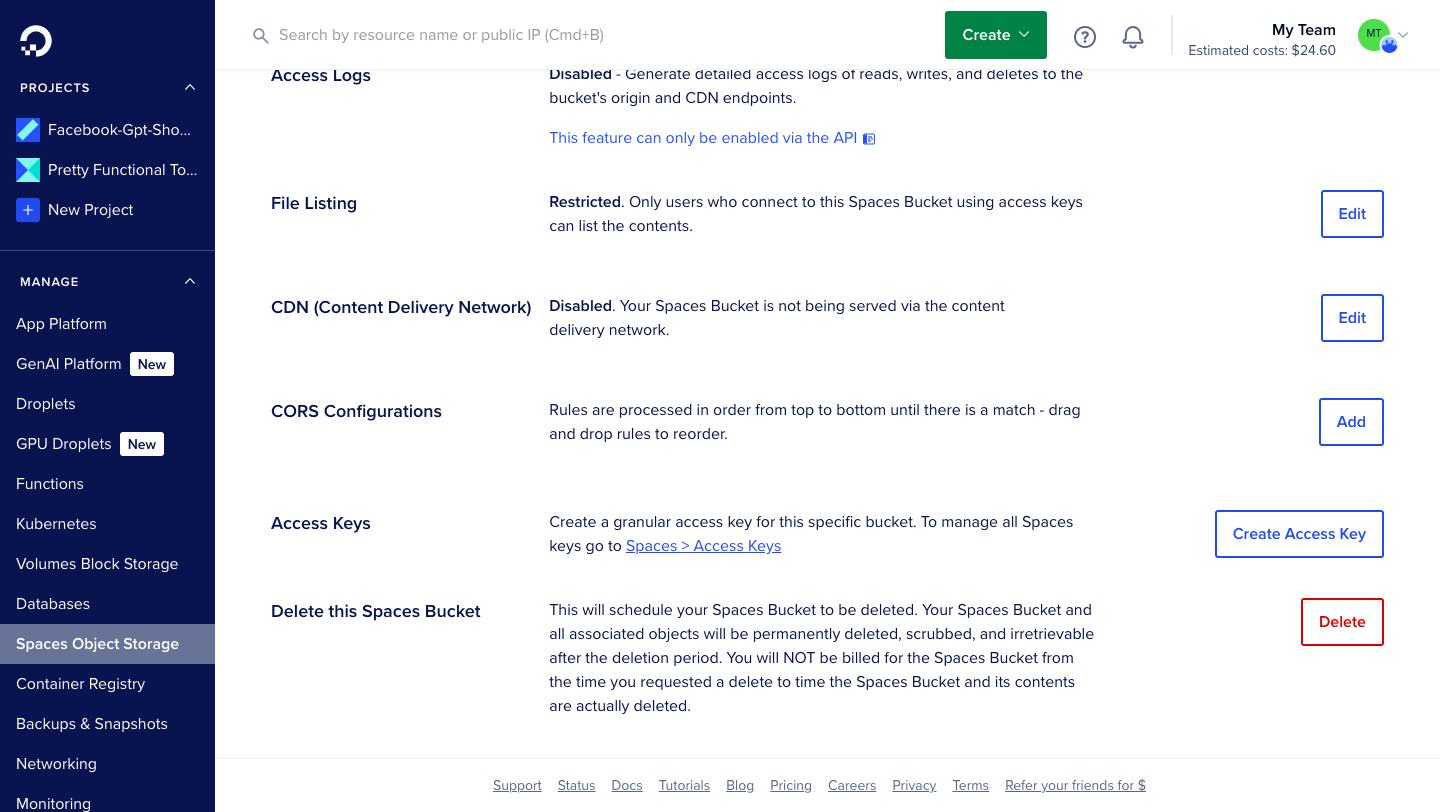 PROJECTS
Facebook-Gpt-Sho...
Pretty Functional To...
New Project
MANAGE
App Platform
GenAI Platform New
Droplets
GPU Droplets New
Functions
Kubernetes
Volumes Block Storage
Databases
Spaces Object Storage
Container Registry
Backups & Snapshots
Networking
Monitoring
Search by resource name or public IP (Cmd+B)
Create
My Team
Estimated costs: $24.60
MT
Access Logs
Disabled - Generate detailed access logs of reads, writes, and deletes to the
bucket's origin and CDN endpoints.
This feature can only be enabled via the API
File Listing
Restricted. Only users who connect to this Spaces Bucket using access keys
can list the contents.
Edit
CDN (Content Delivery Network)
Disabled. Your Spaces Bucket is not being served via the content
delivery network.
Edit
CORS Configurations
Rules are processed in order from top to bottom until there is a match - drag
and drop rules to reorder.
Add
Access Keys
Create a granular access key for this specific bucket. To manage all Spaces
keys go to Spaces > Access Keys
Create Access Key
Delete this Spaces Bucket
This will schedule your Spaces Bucket to be deleted. Your Spaces Bucket and
all associated objects will be permanently deleted, scrubbed, and irretrievable
after the deletion period. You will NOT be billed for the Spaces Bucket from
the time you requested a delete to time the Spaces Bucket and its contents
are actually deleted.
Delete
Support Status Docs Tutorials Blog Pricing Careers Privacy Terms Refer your friends for $